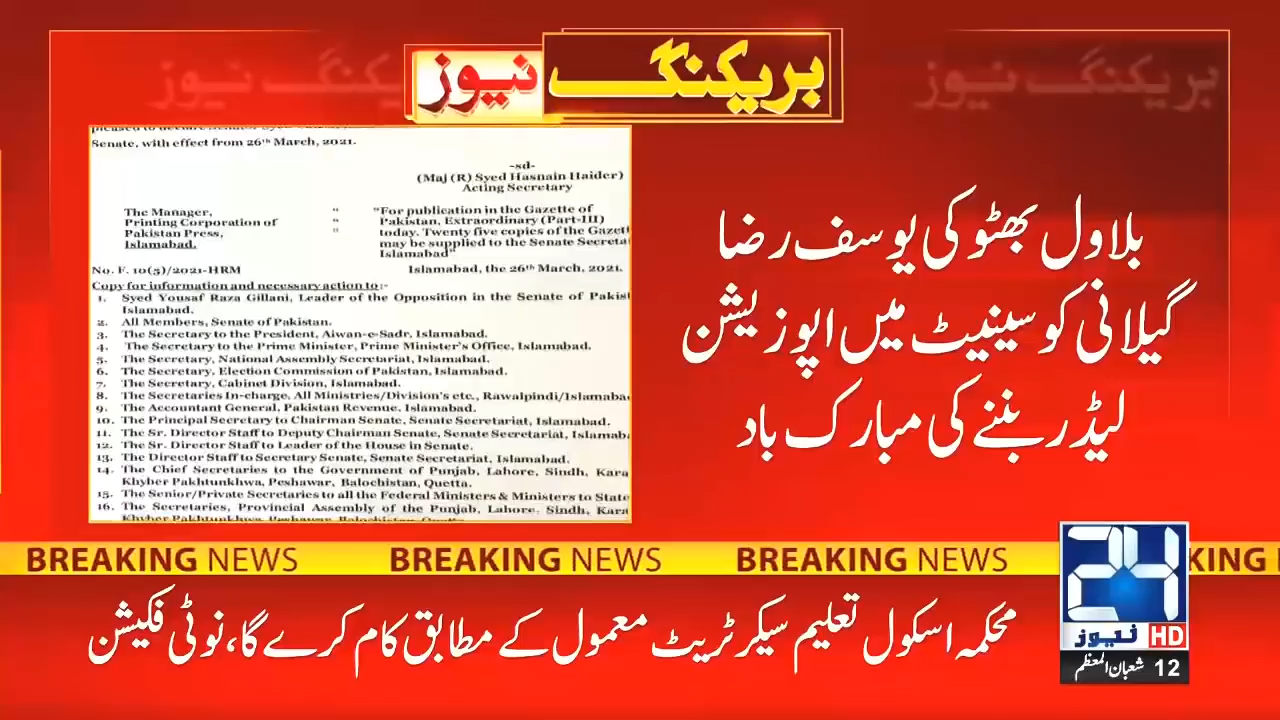 بریکنگ نیوز
Senate, with effect from 26th March, 2021.
-sd-
(Maj (R) Syed Hasnain Haider)
Acting Secretary
The Manager, " "For publication in the Gazette of
Printing Corporation of " Pakistan, Extraordinary (Part-III)
Pakistan Press, " today. Twenty five copies of the Gazet
Islamabad. may be supplied to the Senate Secreta
Islamabad"
No. F. 10(5)/2021-HRM Islamabad, the 26th March, 2021.
Copy for information and necessary action to:-
1. Syed Yousaf Raza Gillani, Leader of the Opposition in the Senate of Pakist
Islamabad.
2. All Members, Senate of Pakistan.
3. The Secretary to the President, Aiwan-e-Sadr, Islamabad.
4. The Secretary to the Prime Minister, Prime Minister's Office, Islamabad.
5. The Secretary, National Assembly Secretariat, Islamabad.
6. The Secretary, Election Commission of Pakistan, Islamabad.
7. The Secretary, Cabinet Division, Islamabad.
8. The Secretaries In-charge, All Ministries/Division's etc., Rawalpindi/Islamabad
9. The Accountant General, Pakistan Revenue, Islamabad.
10. The Principal Secretary to Chairman Senate, Senate Secretariat, Islamabad.
11. The Sr. Director Staff to Deputy Chairman Senate, Senate Secretariat, Islamab
12. The Sr. Director Staff to Leader of the House in Senate.
13. The Director Staff to Secretary Senate, Senate Secretariat, Islamabad.
14. The Chief Secretaries to the Government of Punjab, Lahore, Sindh, Kara
Khyber Pakhtunkhwa, Peshawar, Balochistan, Quetta.
15. The Senior/Private Secretaries to all the Federal Ministers & Ministers to State
16. The Secretaries, Provincial Assembly of the Punjab, Lahore, Sindh, Kara
Khyber Pakhtunkhwa, Peshawar, Balochistan, Quetta
بلاول بھٹو کی یوسف رضا
گیلانی کو سینیٹ میں اپوزیشن
لیڈر بننے کی مبارک باد
BREAKING NEWS BREAKING NEWS BREAKING NEWS KING
محکمہ اسکول تعلیم سیکرٹریٹ معمول کے مطابق کام کرے گا، نوٹی فکیشن
24
نیوز HD
12 شعبان المعظم